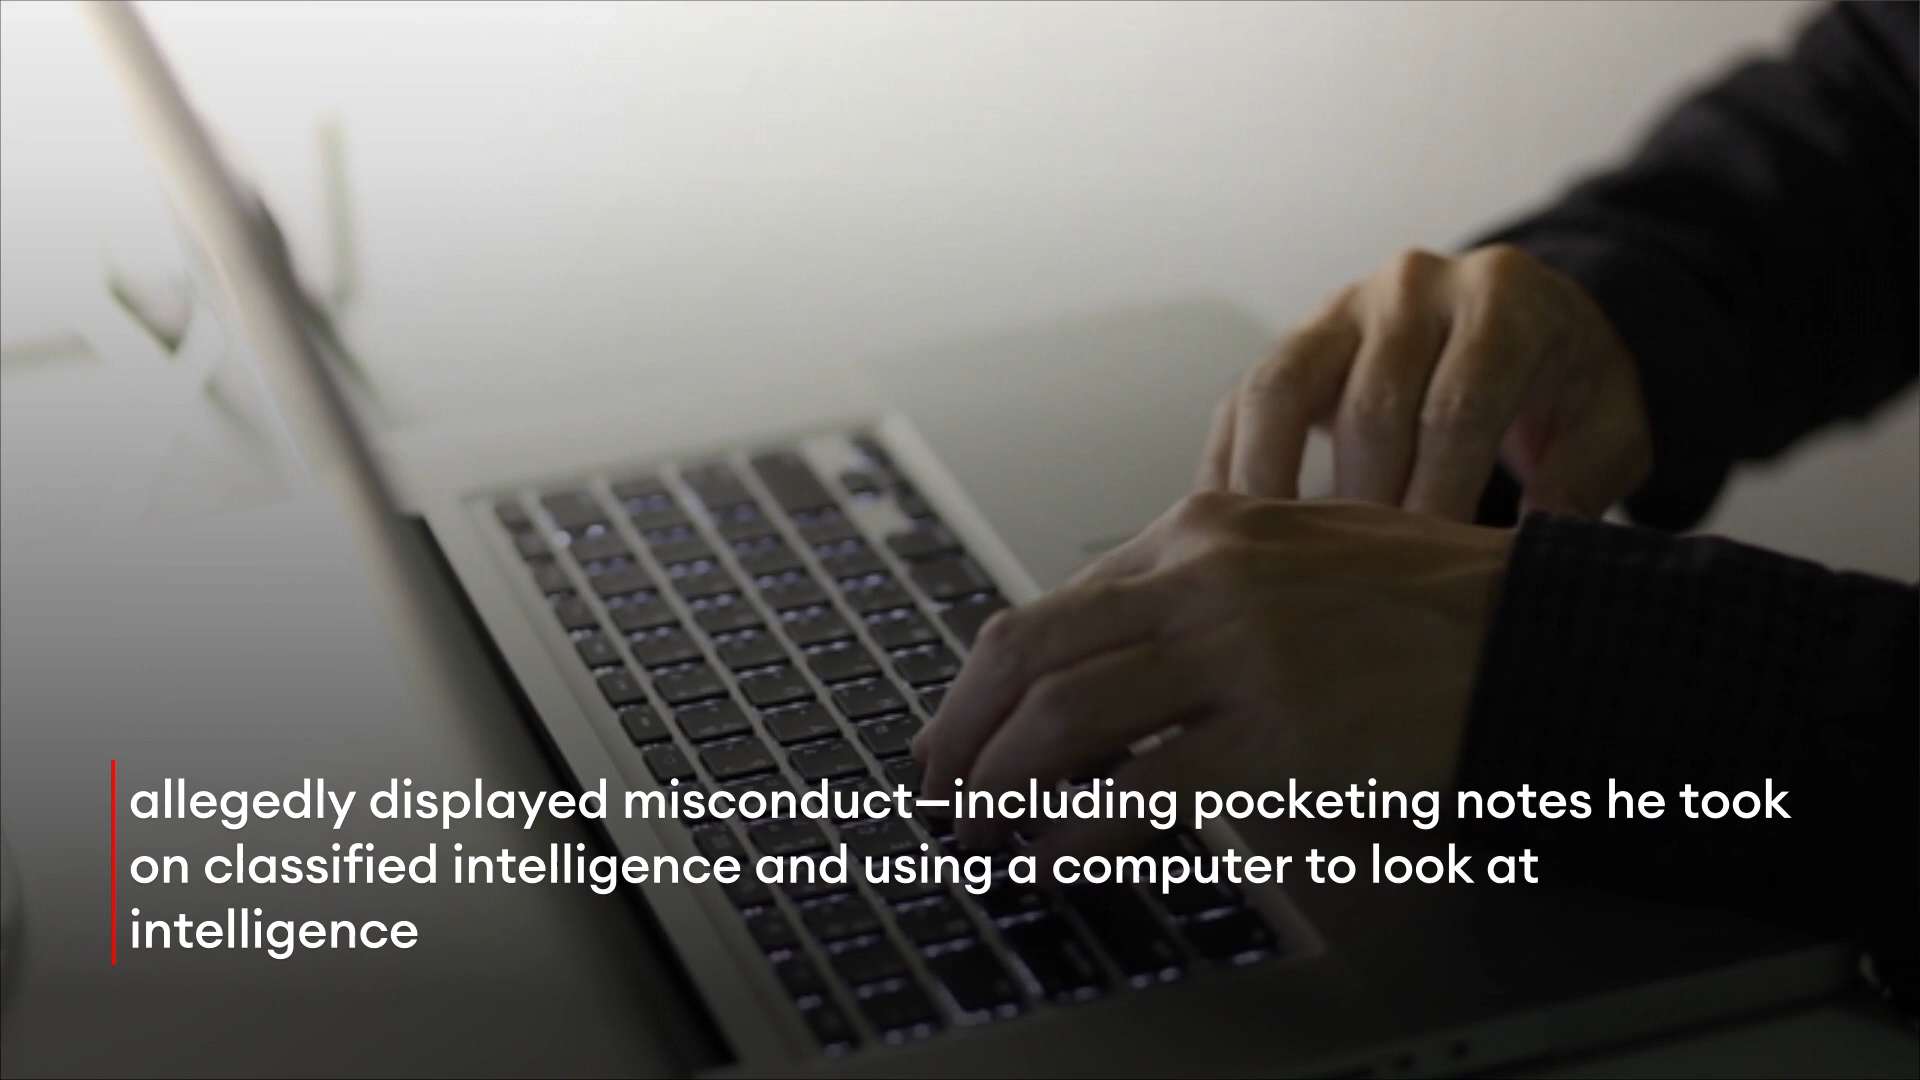 allegedly displayed misconduct—including pocketing notes he took
on classified intelligence and using a computer to look at
intelligence